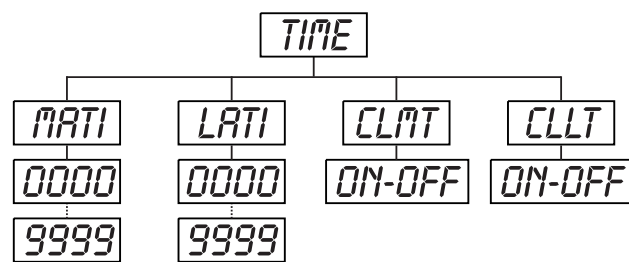 TIME
MATI LATI CLMT CLLT
0000 0000 ON-OFF ON-OFF
9999 9999